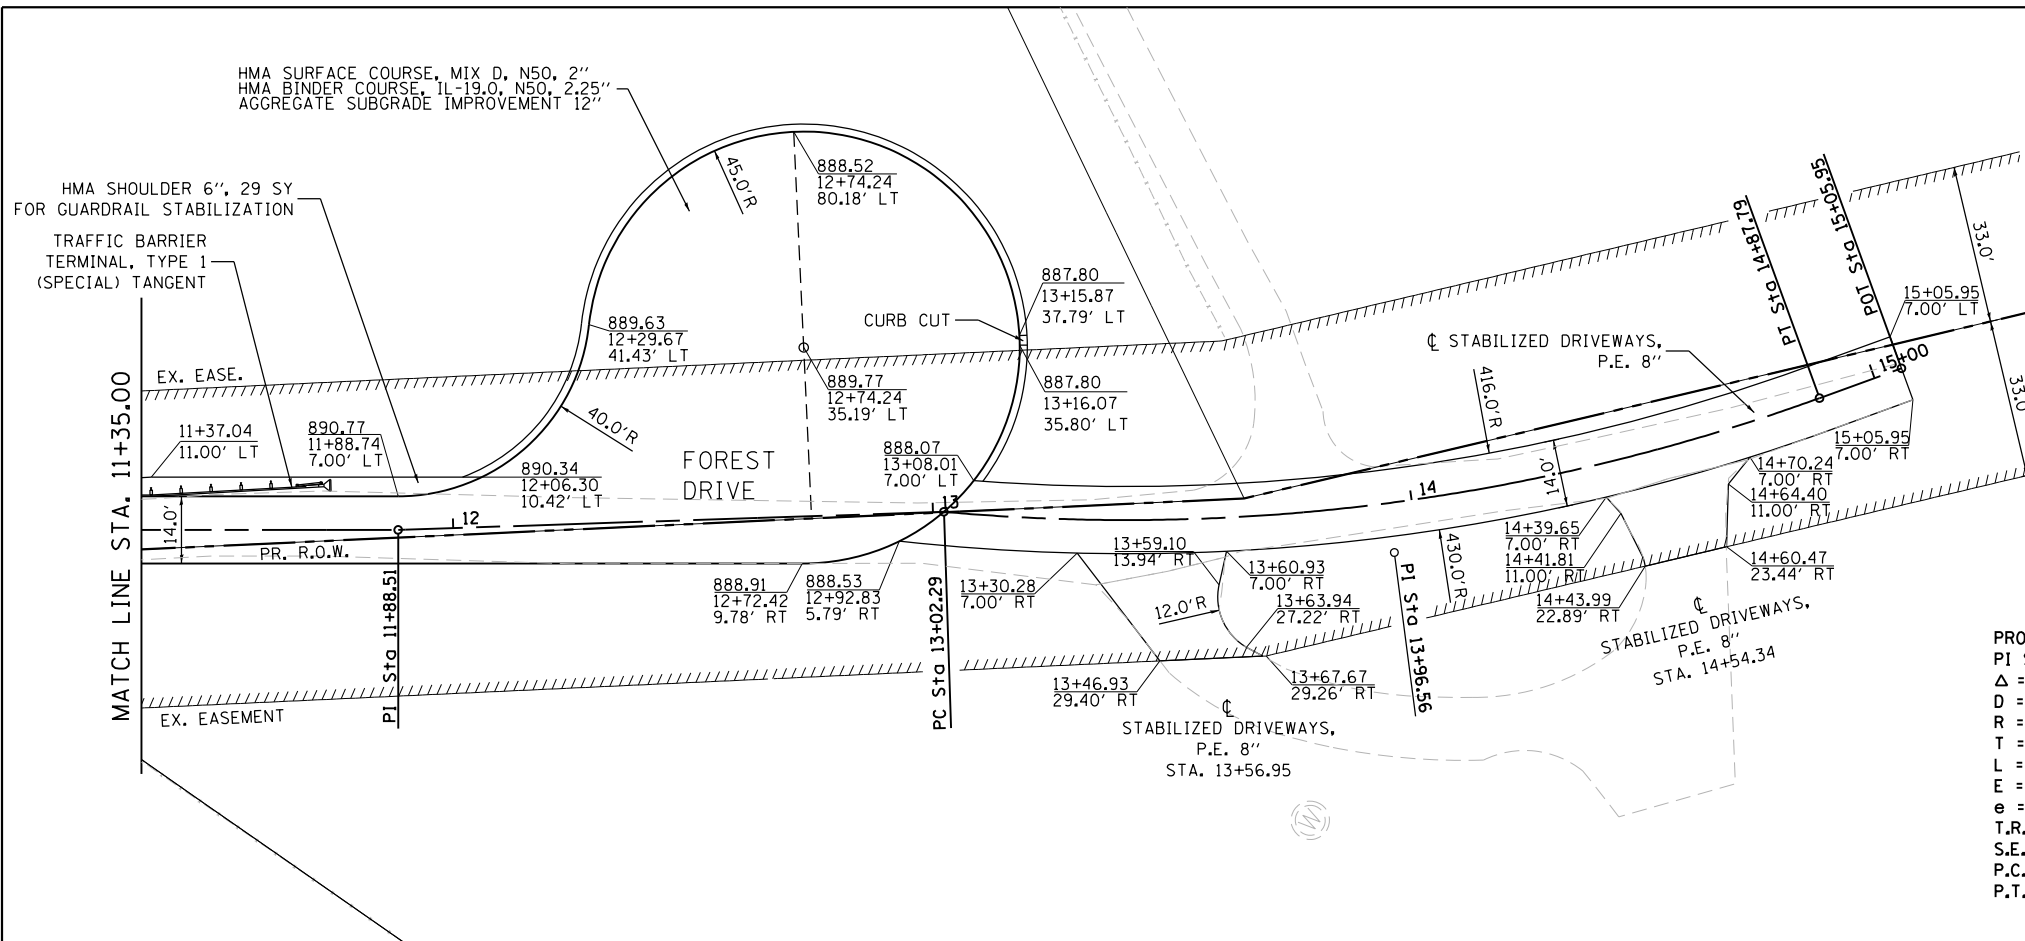 HMA SURFACE COURSE, MIX D, N50, 2''
HMA BINDER COURSE, IL-19.0, N50, 2.25''
AGGREGATE SUBGRADE IMPROVEMENT 12''
HMA SHOULDER 6'', 29 SY
FOR GUARDRAIL STABILIZATION
TRAFFIC BARRIER
TERMINAL, TYPE 1
(SPECIAL) TANGENT
MATCH LINE STA. 11+35.00
EX. EASE.
11+37.04
11.00' LT
890.77
11+88.74
7.00' LT
14.0'
PR. R.O.W.
EX. EASEMENT
PI Sta 11+88.51
12
45.0'R
888.52
12+74.24
80.18' LT
889.63
12+29.67
41.43' LT
889.77
12+74.24
35.19' LT
40.0'R
890.34
12+06.30
10.42' LT
FOREST
DRIVE
CURB CUT
887.80
13+15.87
37.79' LT
887.80
13+16.07
35.80' LT
888.07
13+08.01
7.00' LT
13
888.91
12+72.42
9.78' RT
888.53
12+92.83
5.79' RT
PC Sta 13+02.29
13+30.28
7.00' RT
13+59.10
13.94' RT
13+60.93
7.00' RT
12.0'R
13+63.94
27.22' RT
13+46.93
29.40' RT
13+67.67
29.26' RT
℄
STABILIZED DRIVEWAYS,
P.E. 8''
STA. 13+56.95
W
PI Sta 13+96.56
430.0'R
416.0'R
14
14.0'
℄ STABILIZED DRIVEWAYS,
P.E. 8''
PT Sta 14+87.79
POT Sta 15+05.95
15+05.95
7.00' LT
15+00
33.0'
33.0'
15+05.95
7.00' RT
14+70.24
7.00' RT
14+64.40
11.00' RT
14+39.65
7.00' RT
14+41.81
11.00' RT
14+43.99
22.89' RT
14+60.47
23.44' RT
℄
STABILIZED DRIVEWAYS,
P.E. 8''
STA. 14+54.34
PRO
PI
Δ =
D =
R =
T =
L =
E =
e =
T.R.
S.E.
P.C.
P.T.